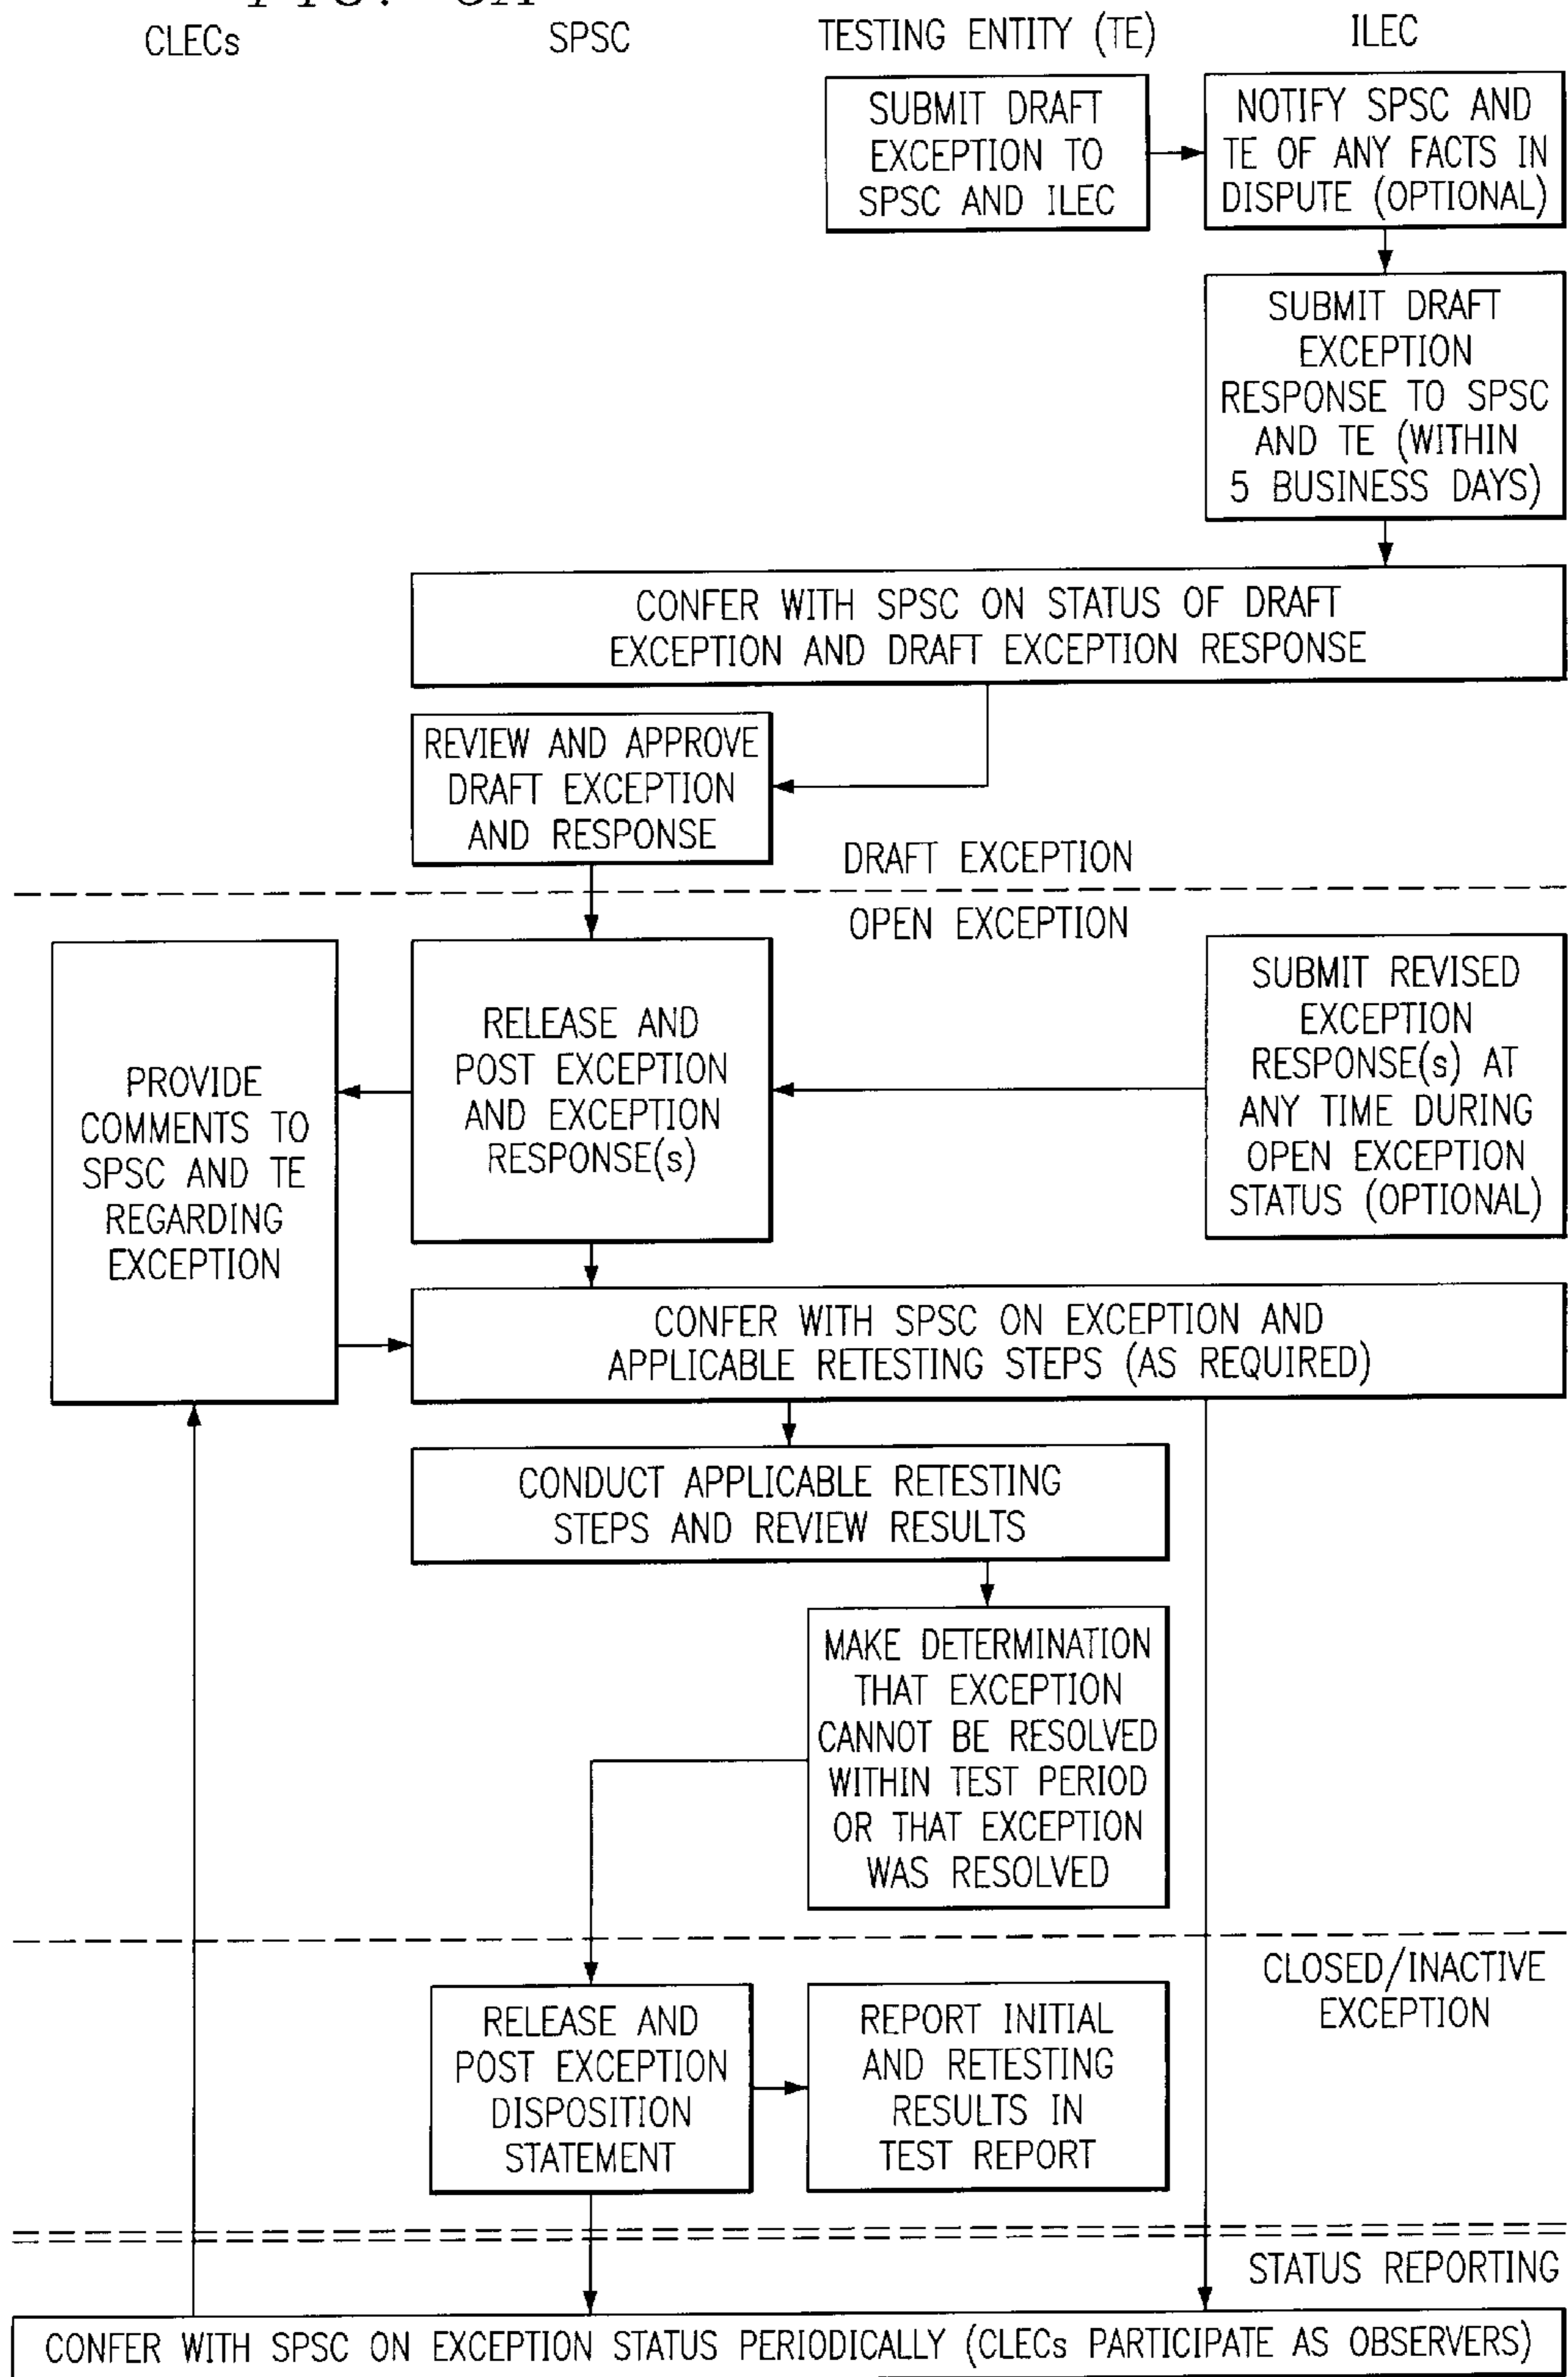 CLECs
SPSC
TESTING ENTITY (TE)
ILEC
SUBMIT DRAFT
EXCEPTION TO
SPSC AND ILEC
NOTIFY SPSC AND
TE OF ANY FACTS IN
DISPUTE (OPTIONAL)
SUBMIT DRAFT
EXCEPTION
RESPONSE TO SPSC
AND TE (WITHIN
5 BUSINESS DAYS)
CONFER WITH SPSC ON STATUS OF DRAFT
EXCEPTION AND DRAFT EXCEPTION RESPONSE
REVIEW AND APPROVE
DRAFT EXCEPTION
AND RESPONSE
DRAFT EXCEPTION
OPEN EXCEPTION
PROVIDE
COMMENTS TO
SPSC AND TE
REGARDING
EXCEPTION
RELEASE AND
POST EXCEPTION
AND EXCEPTION
RESPONSE(s)
SUBMIT REVISED
EXCEPTION
RESPONSE(s) AT
ANY TIME DURING
OPEN EXCEPTION
STATUS (OPTIONAL)
CONFER WITH SPSC ON EXCEPTION AND
APPLICABLE RETESTING STEPS (AS REQUIRED)
CONDUCT APPLICABLE RETESTING
STEPS AND REVIEW RESULTS
MAKE DETERMINATION
THAT EXCEPTION
CANNOT BE RESOLVED
WITHIN TEST PERIOD
OR THAT EXCEPTION
WAS RESOLVED
CLOSED/INACTIVE
EXCEPTION
RELEASE AND
POST EXCEPTION
DISPOSITION
STATEMENT
REPORT INITIAL
AND RETESTING
RESULTS IN
TEST REPORT
STATUS REPORTING
CONFER WITH SPSC ON EXCEPTION STATUS PERIODICALLY (CLECs PARTICIPATE AS OBSERVERS)